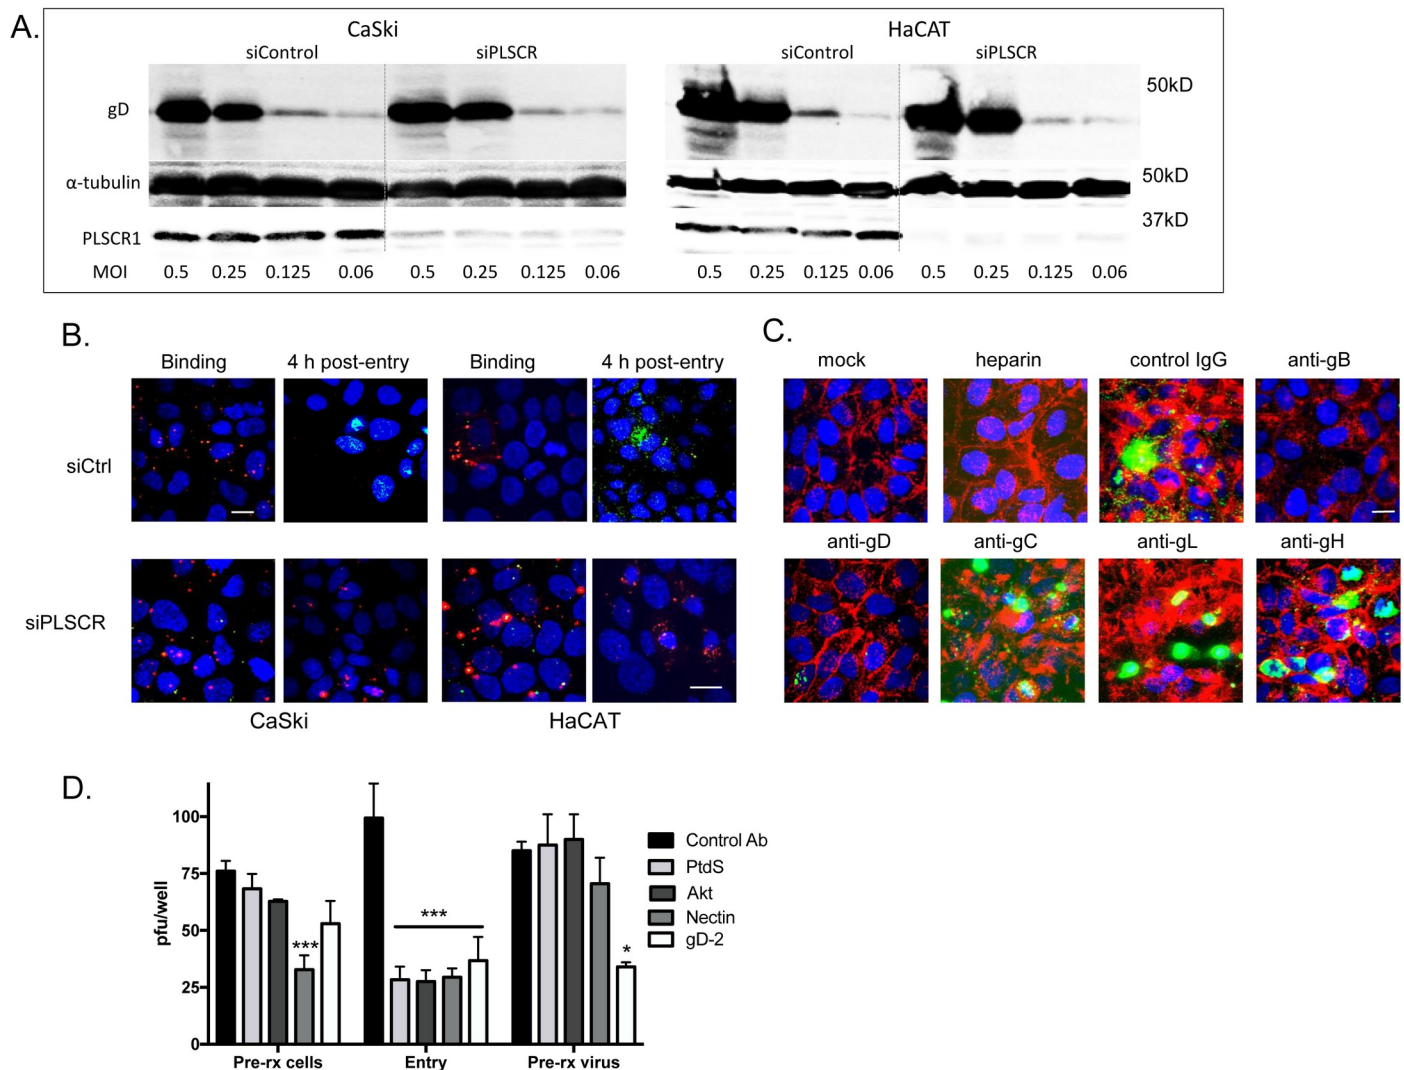 A.
CaSki
HaCAT
siControl siPLSCR siControl siPLSCR
gD
50kD
α-tubulin
50kD
PLSCR1
37kD
MOI 0.5 0.25 0.125 0.06 0.5 0.25 0.125 0.06 0.5 0.25 0.125 0.06 0.5 0.25 0.125 0.06
B.
Binding 4 h post-entry Binding 4 h post-entry
siCtrl
siPLSCR
CaSki HaCAT
C.
mock heparin control IgG anti-gB
anti-gD anti-gC anti-gL anti-gH
D.
pfu/well
100
75
50
25
0
***
***
*
Pre-rx cells Entry Pre-rx virus
Control Ab
PtdS
Akt
Nectin
gD-2